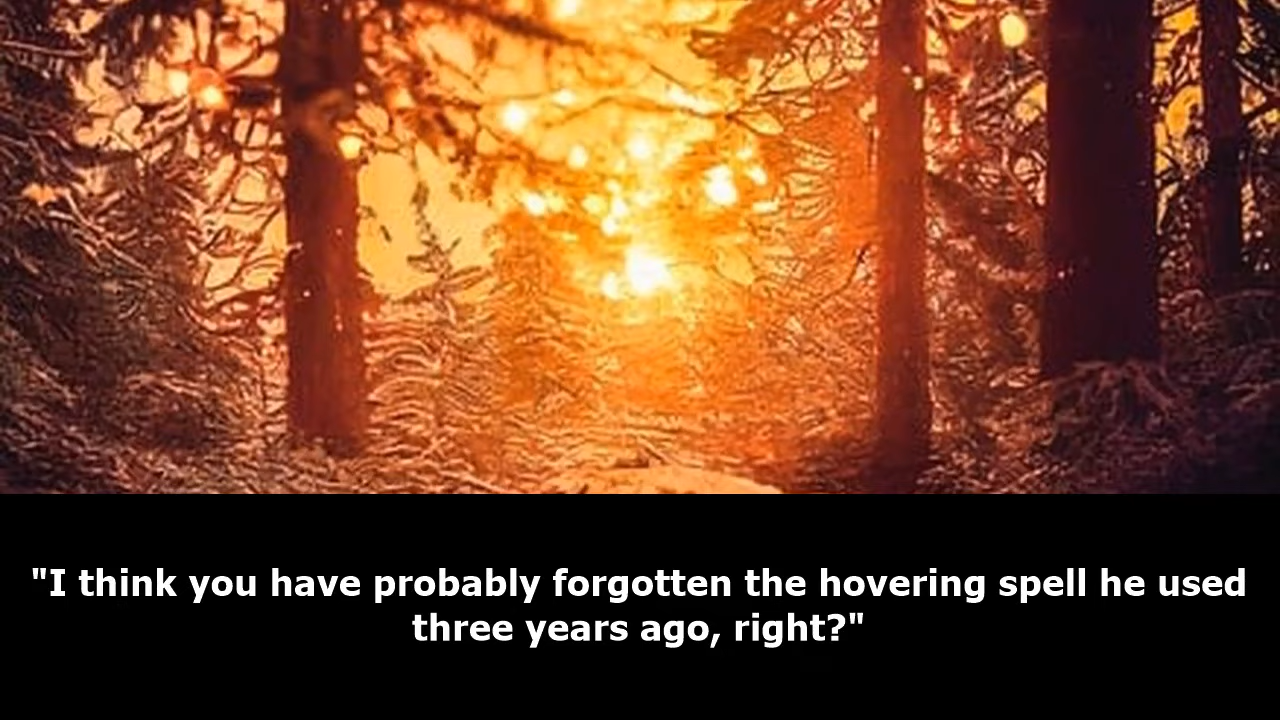 "I think you have probably forgotten the hovering spell he used
three years ago, right?"